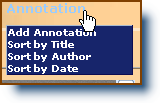 Annotation
Add Annotation
Sort by Title
Sort by Author
Sort by Date